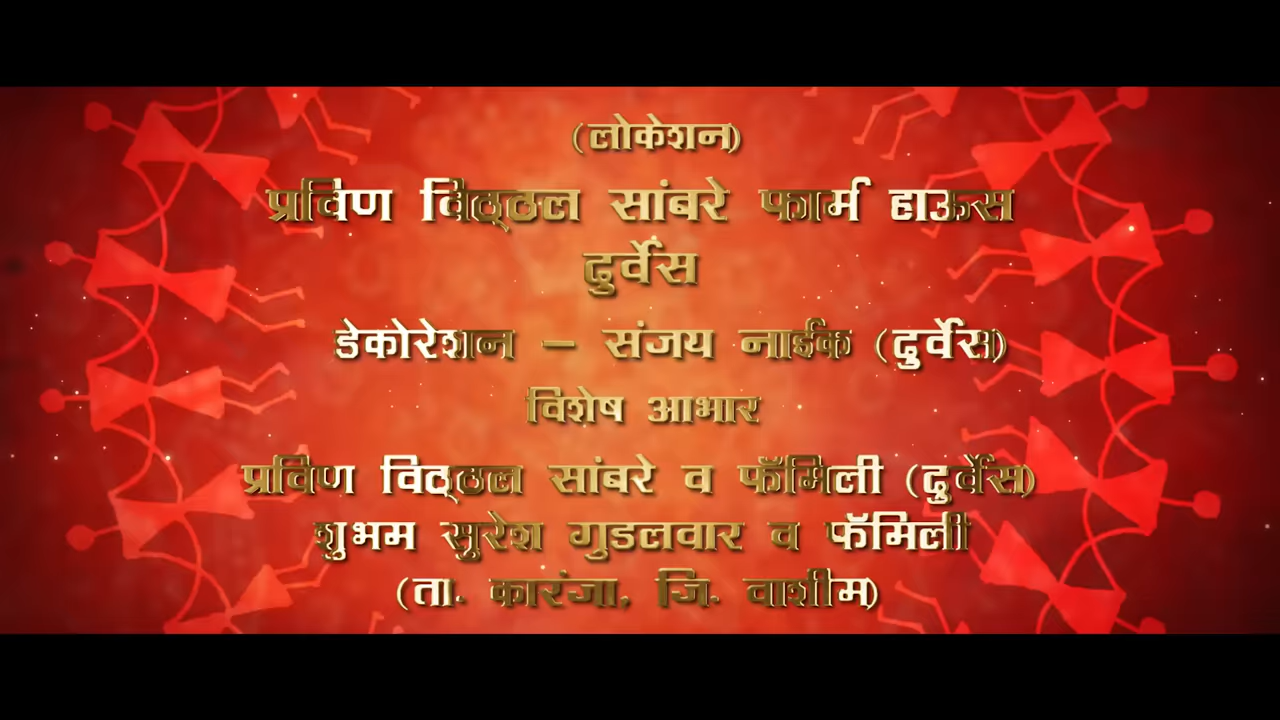 (लोकेशन)
प्रविण विठ्ठल सांबरे फार्म हाऊस
दुर्वेस
डेकोरेशन – संजय नाईक (दुर्वेस)
विशेष आभार
प्रविण विठ्ठल सांबरे व फॅमिली (दुर्वेस)
शुभम सुरेश गुडलवार व फॅमिली
(ता. कारंजा, जि. वाशीम)